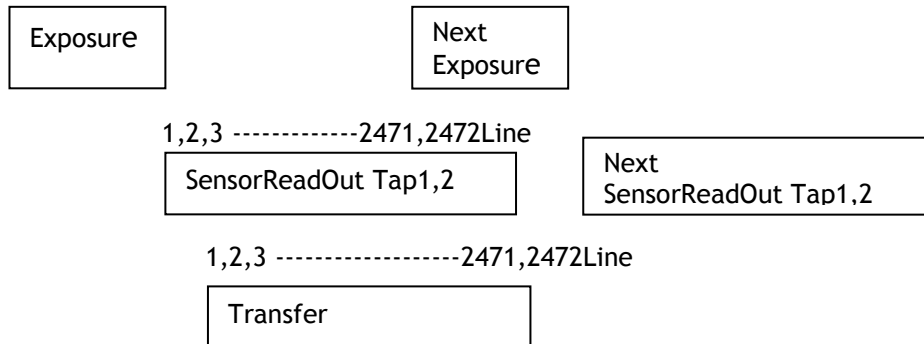 Exposure
Next
Exposure
1,2,3 -------------2471,2472Line
SensorReadOut Tap1,2
Next
SensorReadOut Tap1,2
1,2,3 -------------------2471,2472Line
Transfer